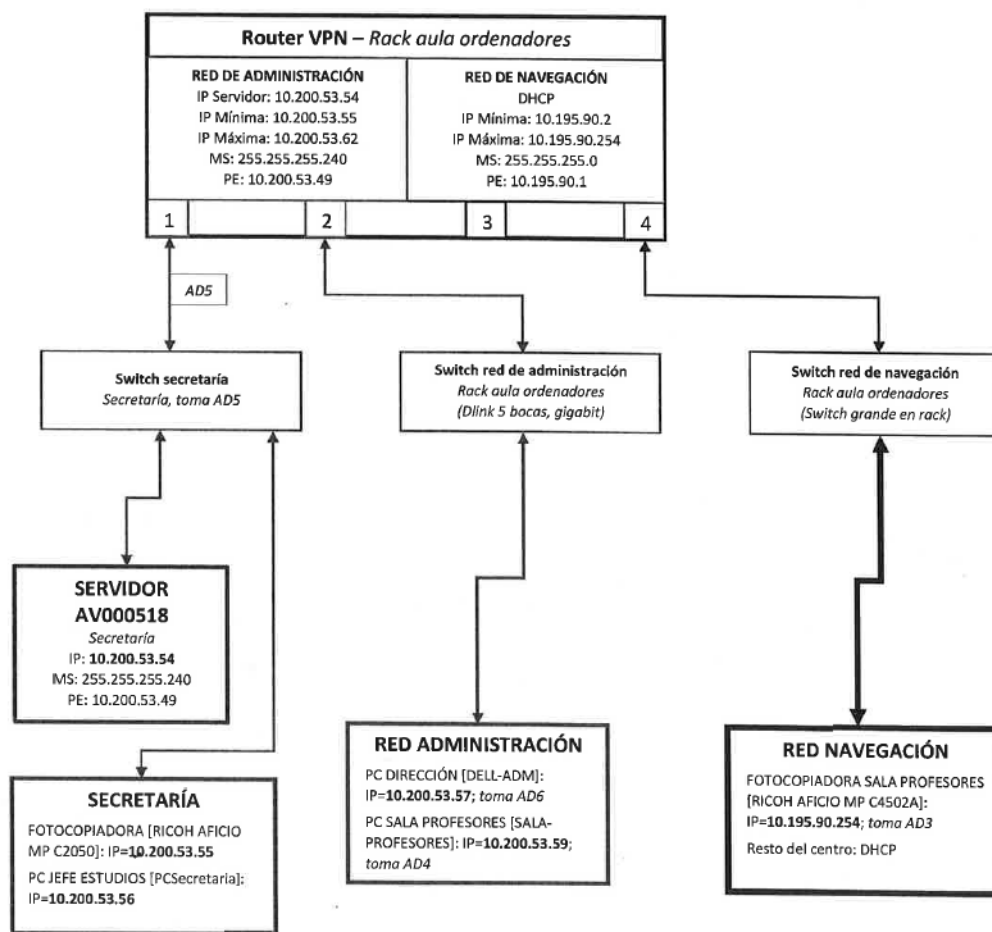 Router VPN – Rack aula ordenadores
RED DE ADMINISTRACIÓN
IP Servidor: 10.200.53.54
IP Mínima: 10.200.53.55
IP Máxima: 10.200.53.62
MS: 255.255.255.240
PE: 10.200.53.49
RED DE NAVEGACIÓN
DHCP
IP Mínima: 10.195.90.2
IP Máxima: 10.195.90.254
MS: 255.255.255.0
PE: 10.195.90.1
1 2 3 4
AD5
Switch secretaría
Secretaría, toma AD5
Switch red de administración
Rack aula ordenadores
(Dlink 5 bocas, gigabit)
Switch red de navegación
Rack aula ordenadores
(Switch grande en rack)
SERVIDOR
AV000518
Secretaría
IP: 10.200.53.54
MS: 255.255.255.240
PE: 10.200.53.49
SECRETARÍA
FOTOCOPIADORA [RICOH AFICIO
MP C2050]: IP=10.200.53.55
PC JEFE ESTUDIOS [PCSecretaria]:
IP=10.200.53.56
RED ADMINISTRACIÓN
PC DIRECCIÓN [DELL-ADM]:
IP=10.200.53.57; toma AD6
PC SALA PROFESORES [SALA-
PROFESORES]: IP=10.200.53.59;
toma AD4
RED NAVEGACIÓN
FOTOCOPIADORA SALA PROFESORES
[RICOH AFICIO MP C4502A]:
IP=10.195.90.254; toma AD3
Resto del centro: DHCP